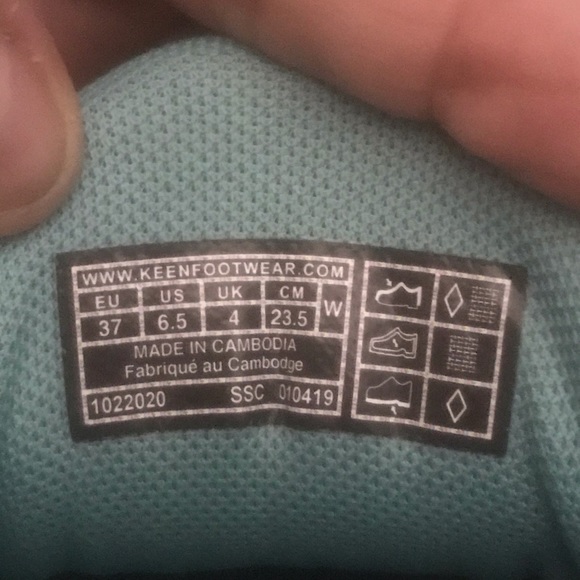 WWW.KEENFOOTWEAR.COM
EU US UK CM W
37 6.5 4 23.5
MADE IN CAMBODIA
Fabriqué au Cambodge
1022020 SSC 010419